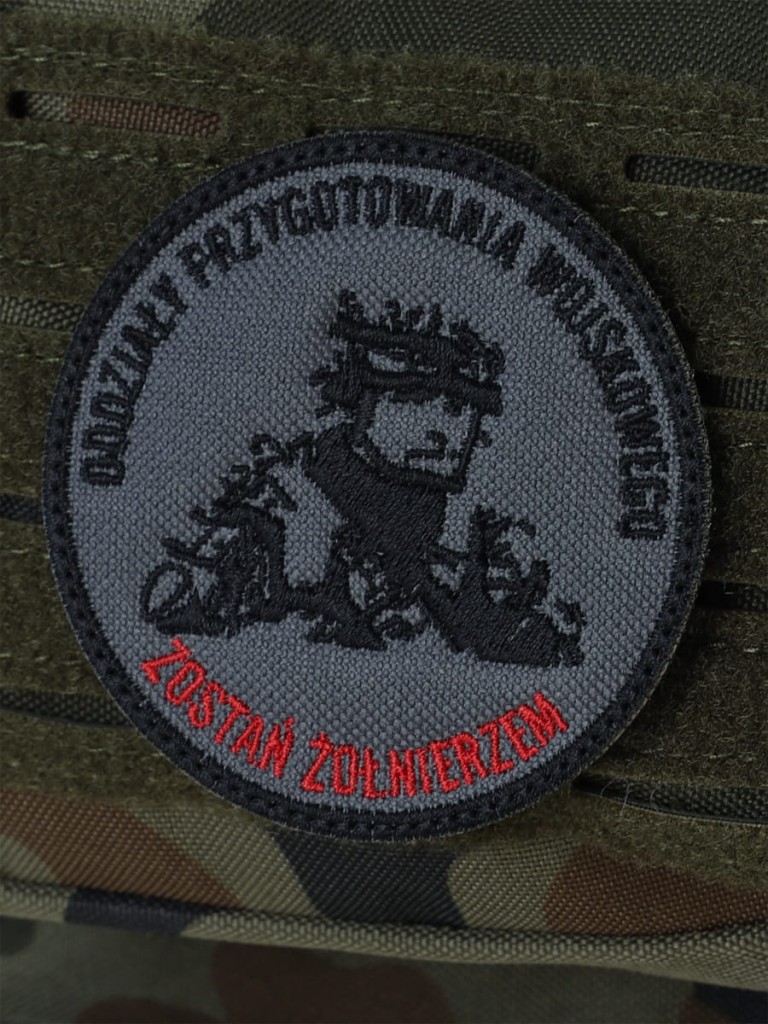 ODDZIAŁY PRZYGOTOWANIA WOJSKOWEGO
ZOSTAŃ ŻOŁNIERZEM